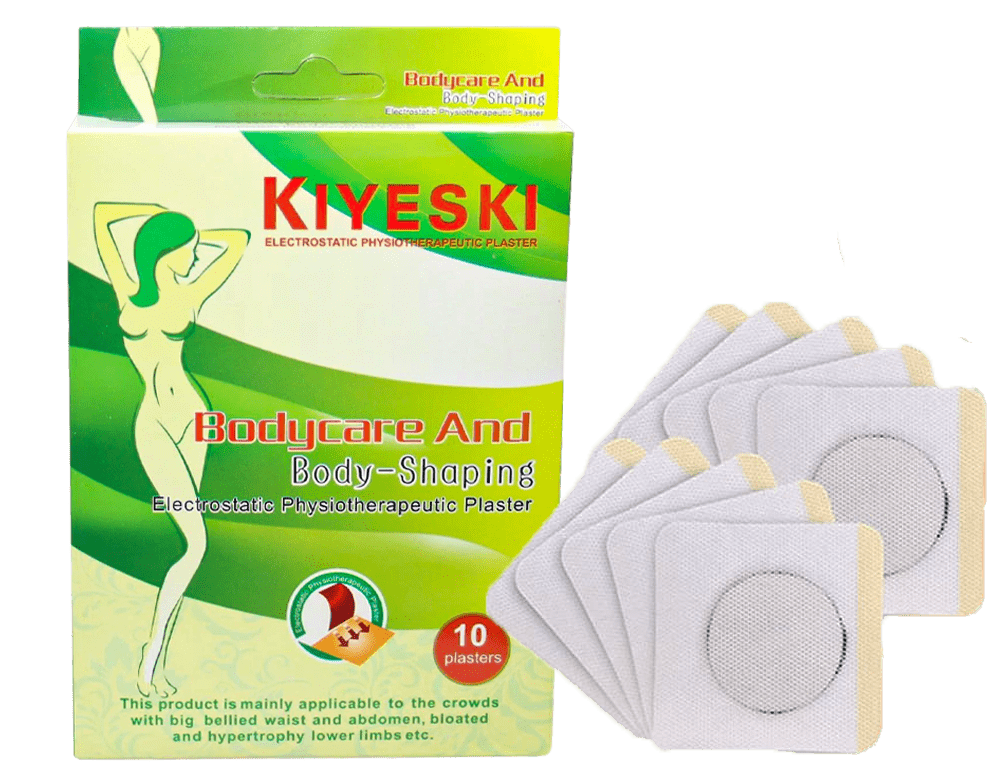 Bodycare And
Body-Shaping
Electrostatic Physiotherapeutic Plaster
KIYESKI
ELECTROSTATIC PHYSIOTHERAPEUTIC PLASTER
Bodycare And
Body-Shaping
Electrostatic Physiotherapeutic Plaster
Electrostatic Physiotherapeutic Plaster
10
plasters
This product is mainly applicable to the crowds
with big bellied waist and abdomen, bloated
and hypertrophy lower limbs etc.